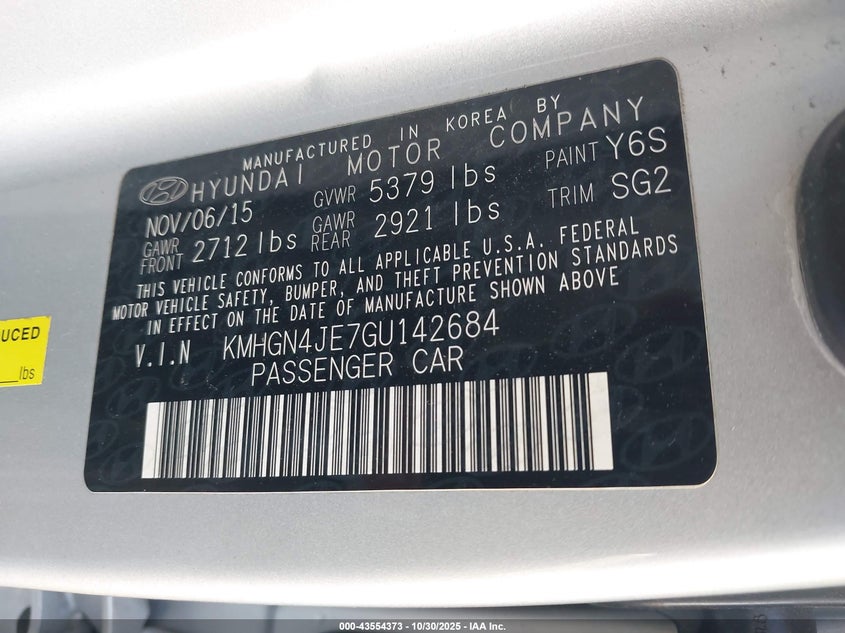 MANUFACTURED IN KOREA BY
HYUNDAI MOTOR COMPANY
NOV/06/15 GVWR 5379 lbs PAINT Y6S
GAWR FRONT 2712 lbs GAWR REAR 2921 lbs TRIM SG2
THIS VEHICLE CONFORMS TO ALL APPLICABLE U.S.A. FEDERAL
MOTOR VEHICLE SAFETY, BUMPER, AND THEFT PREVENTION STANDARDS
IN EFFECT ON THE DATE OF MANUFACTURE SHOWN ABOVE
V.I.N KMHGN4JE7GU142684
PASSENGER CAR
UCED
lbs
000-43554373 - 10/30/2025 - IAA Inc.